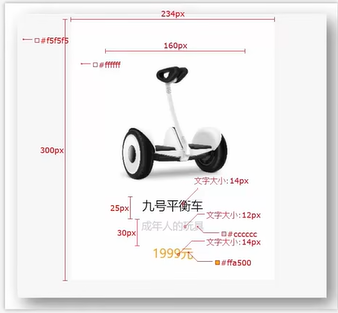 234px
#f5f5f5
160px
#ffffff
300px
文字大小:14px
25px
九号平衡车
文字大小:12px
30px
成年人的玩具
#cccccc
文字大小:14px
1999元
#ffa500